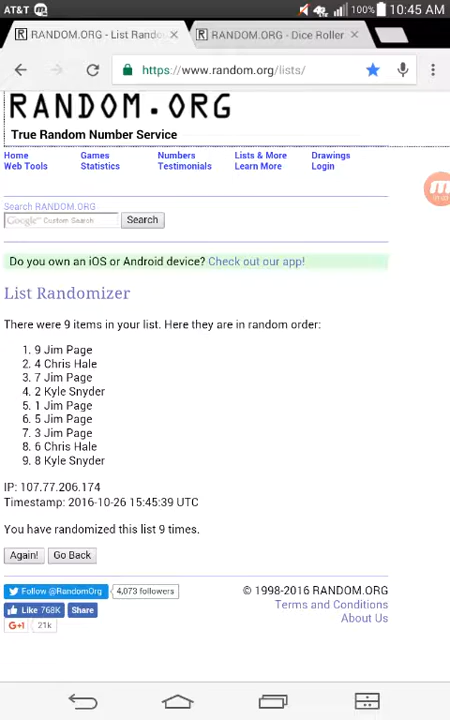 AT&T 100% 10:45 AM
RANDOM.ORG - List Rando RANDOM.ORG - Dice Roller
https://www.random.org/lists/
RANDOM.ORG
True Random Number Service
Home Games Numbers Lists & More Drawings
Web Tools Statistics Testimonials Learn More Login
Search RANDOM.ORG
Google Custom Search Search
Do you own an iOS or Android device? Check out our app!
List Randomizer
There were 9 items in your list. Here they are in random order:
1. 9 Jim Page
2. 4 Chris Hale
3. 7 Jim Page
4. 2 Kyle Snyder
5. 1 Jim Page
6. 5 Jim Page
7. 3 Jim Page
8. 6 Chris Hale
9. 8 Kyle Snyder
IP: 107.77.206.174
Timestamp: 2016-10-26 15:45:39 UTC
You have randomized this list 9 times.
Again! Go Back
Follow @RandomOrg 4,073 followers © 1998-2016 RANDOM.ORG
Like 768K Share Terms and Conditions
G+1 21k About Us